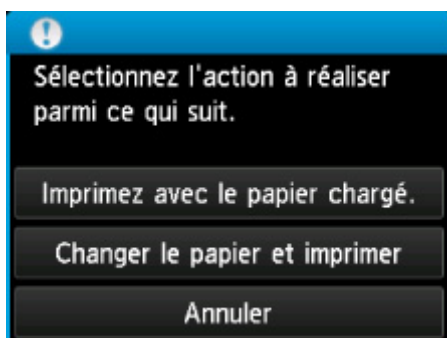 Sélectionnez l'action à réaliser
parmi ce qui suit.
Imprimez avec le papier chargé.
Changer le papier et imprimer
Annuler